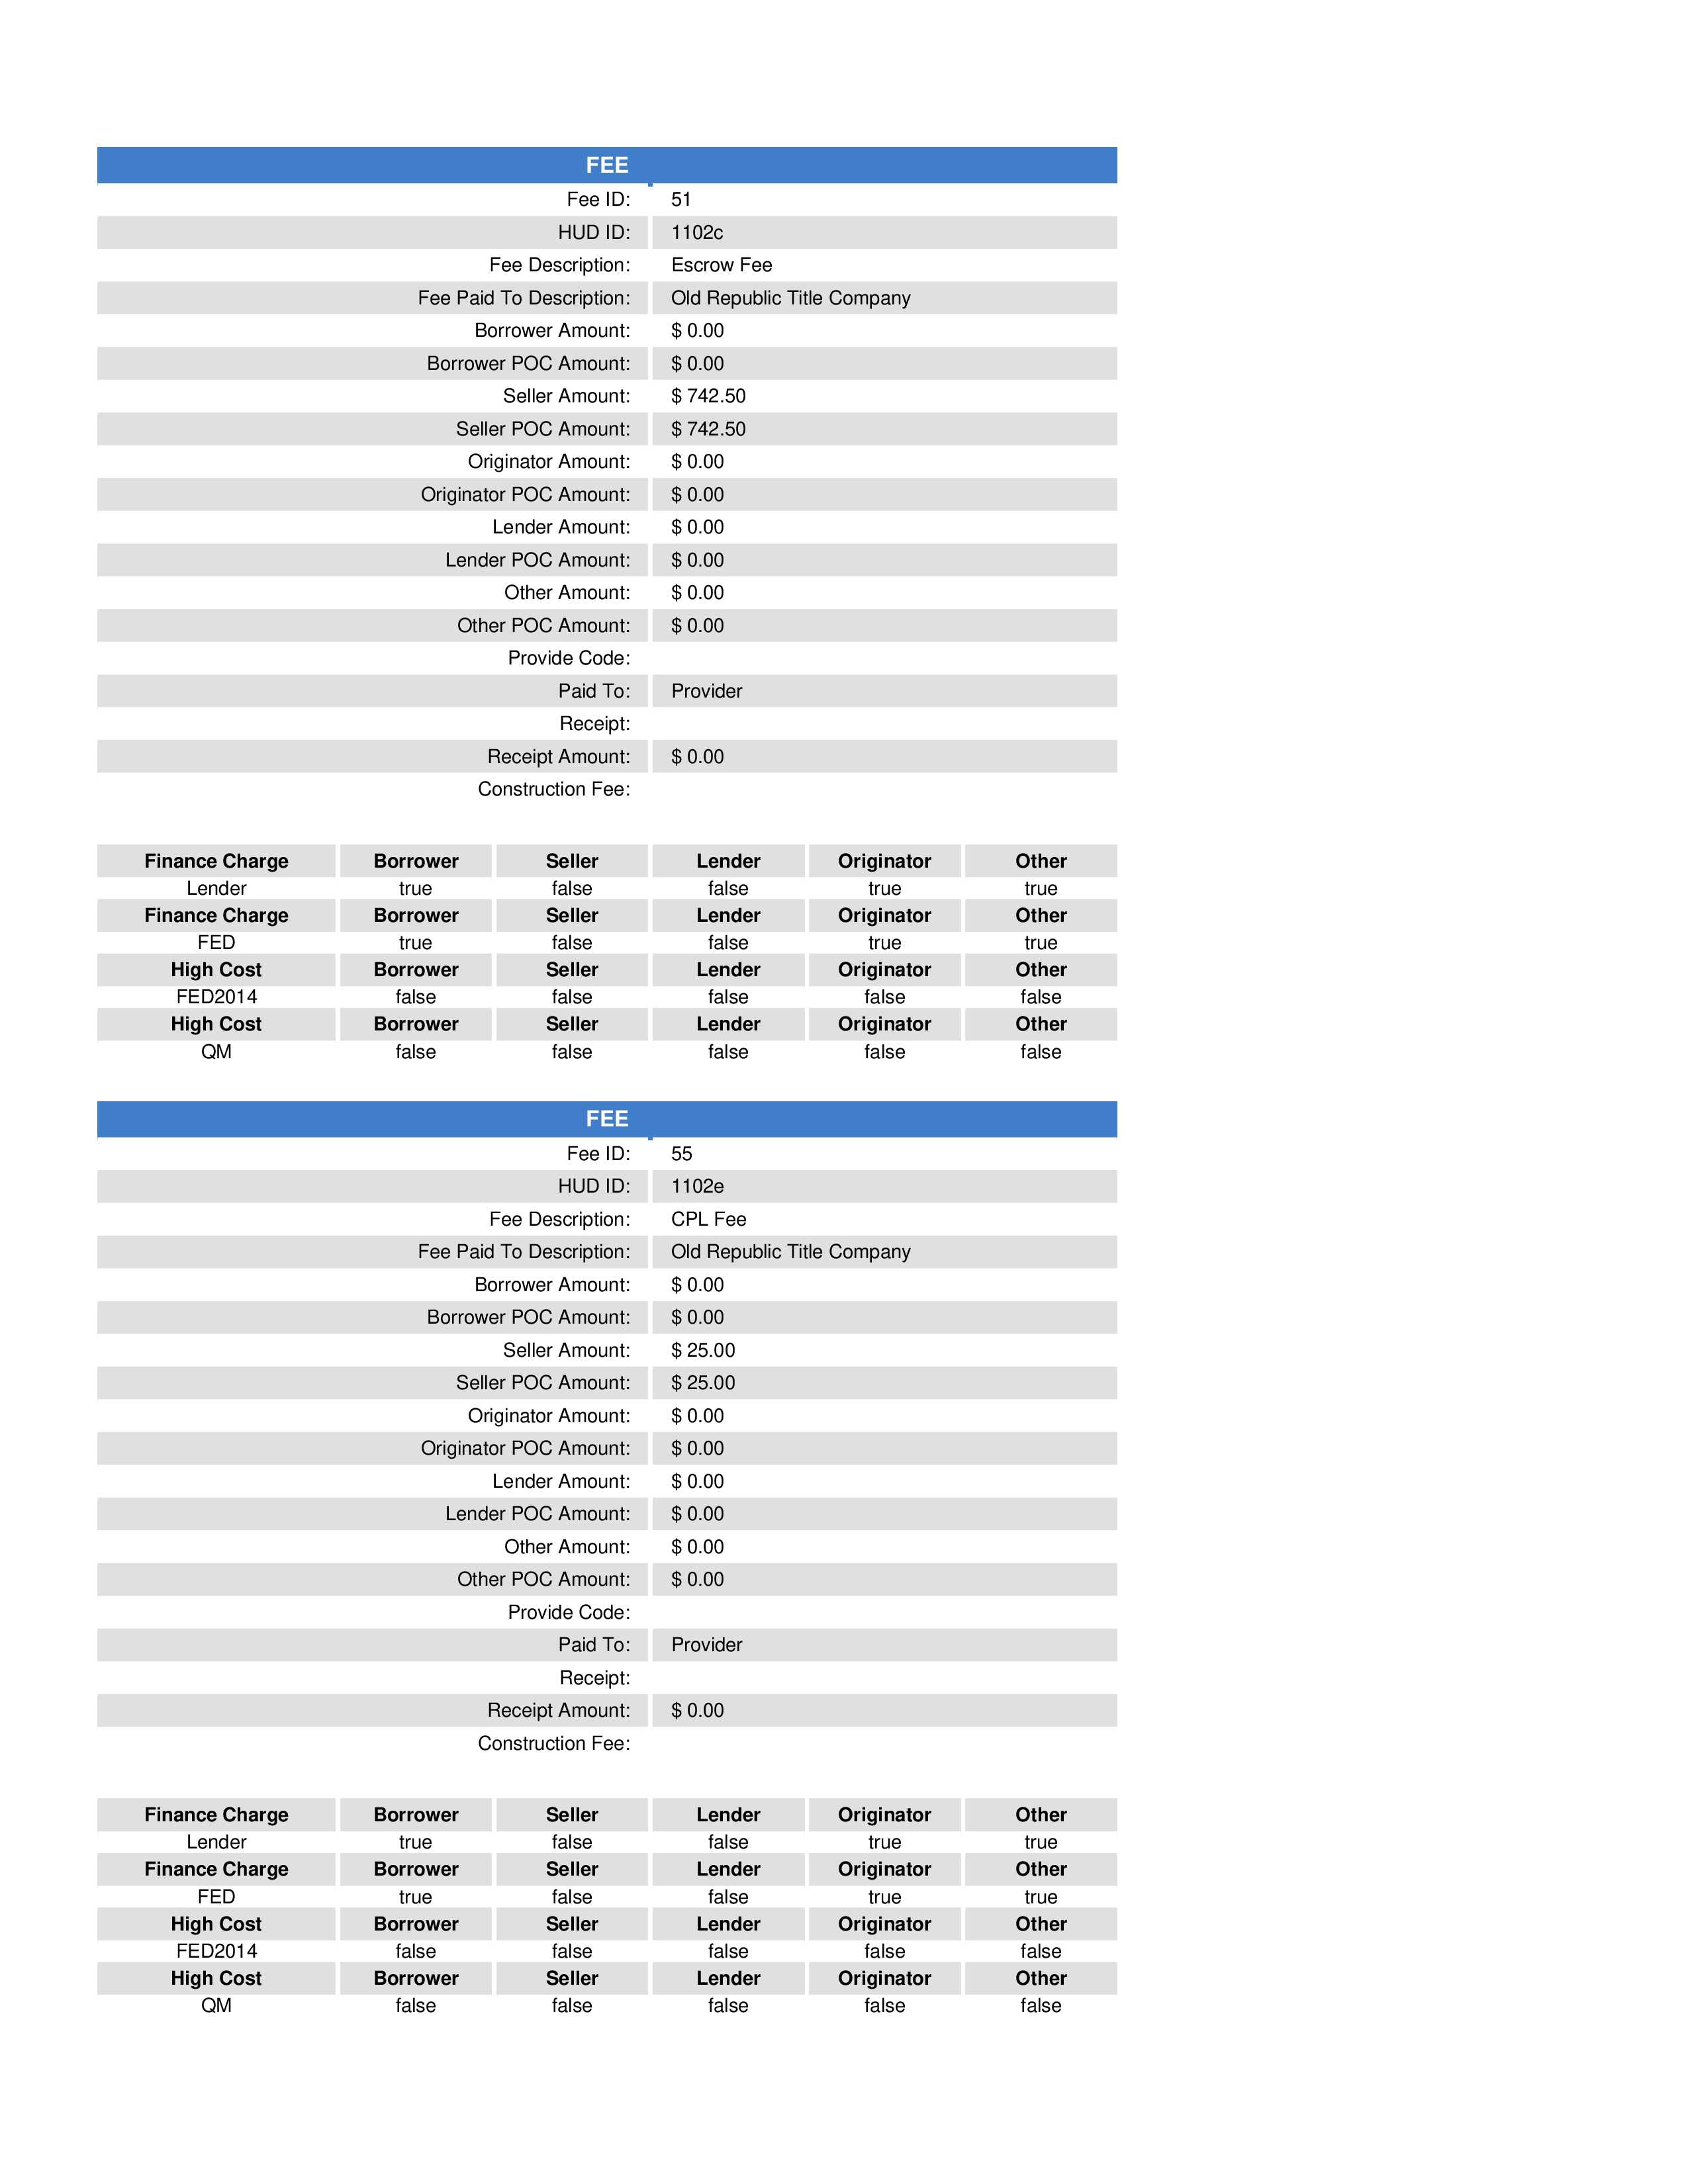 FEE
Fee ID: 51
HUD ID: 1102c
Fee Description: Escrow Fee
Fee Paid To Description: Old Republic Title Company
Borrower Amount: $ 0.00
Borrower POC Amount: $ 0.00
Seller Amount: $ 742.50
Seller POC Amount: $ 742.50
Originator Amount: $ 0.00
Originator POC Amount: $ 0.00
Lender Amount: $ 0.00
Lender POC Amount: $ 0.00
Other Amount: $ 0.00
Other POC Amount: $ 0.00
Provide Code:
Paid To: Provider
Receipt:
Receipt Amount: $ 0.00
Construction Fee:
Finance Charge Borrower Seller Lender Originator Other
Lender true false false true true
Finance Charge Borrower Seller Lender Originator Other
FED true false false true true
High Cost Borrower Seller Lender Originator Other
FED2014 false false false false false
High Cost Borrower Seller Lender Originator Other
QM false false false false false
FEE
Fee ID: 55
HUD ID: 1102e
Fee Description: CPL Fee
Fee Paid To Description: Old Republic Title Company
Borrower Amount: $ 0.00
Borrower POC Amount: $ 0.00
Seller Amount: $ 25.00
Seller POC Amount: $ 25.00
Originator Amount: $ 0.00
Originator POC Amount: $ 0.00
Lender Amount: $ 0.00
Lender POC Amount: $ 0.00
Other Amount: $ 0.00
Other POC Amount: $ 0.00
Provide Code:
Paid To: Provider
Receipt:
Receipt Amount: $ 0.00
Construction Fee:
Finance Charge Borrower Seller Lender Originator Other
Lender true false false true true
Finance Charge Borrower Seller Lender Originator Other
FED true false false true true
High Cost Borrower Seller Lender Originator Other
FED2014 false false false false false
High Cost Borrower Seller Lender Originator Other
QM false false false false false